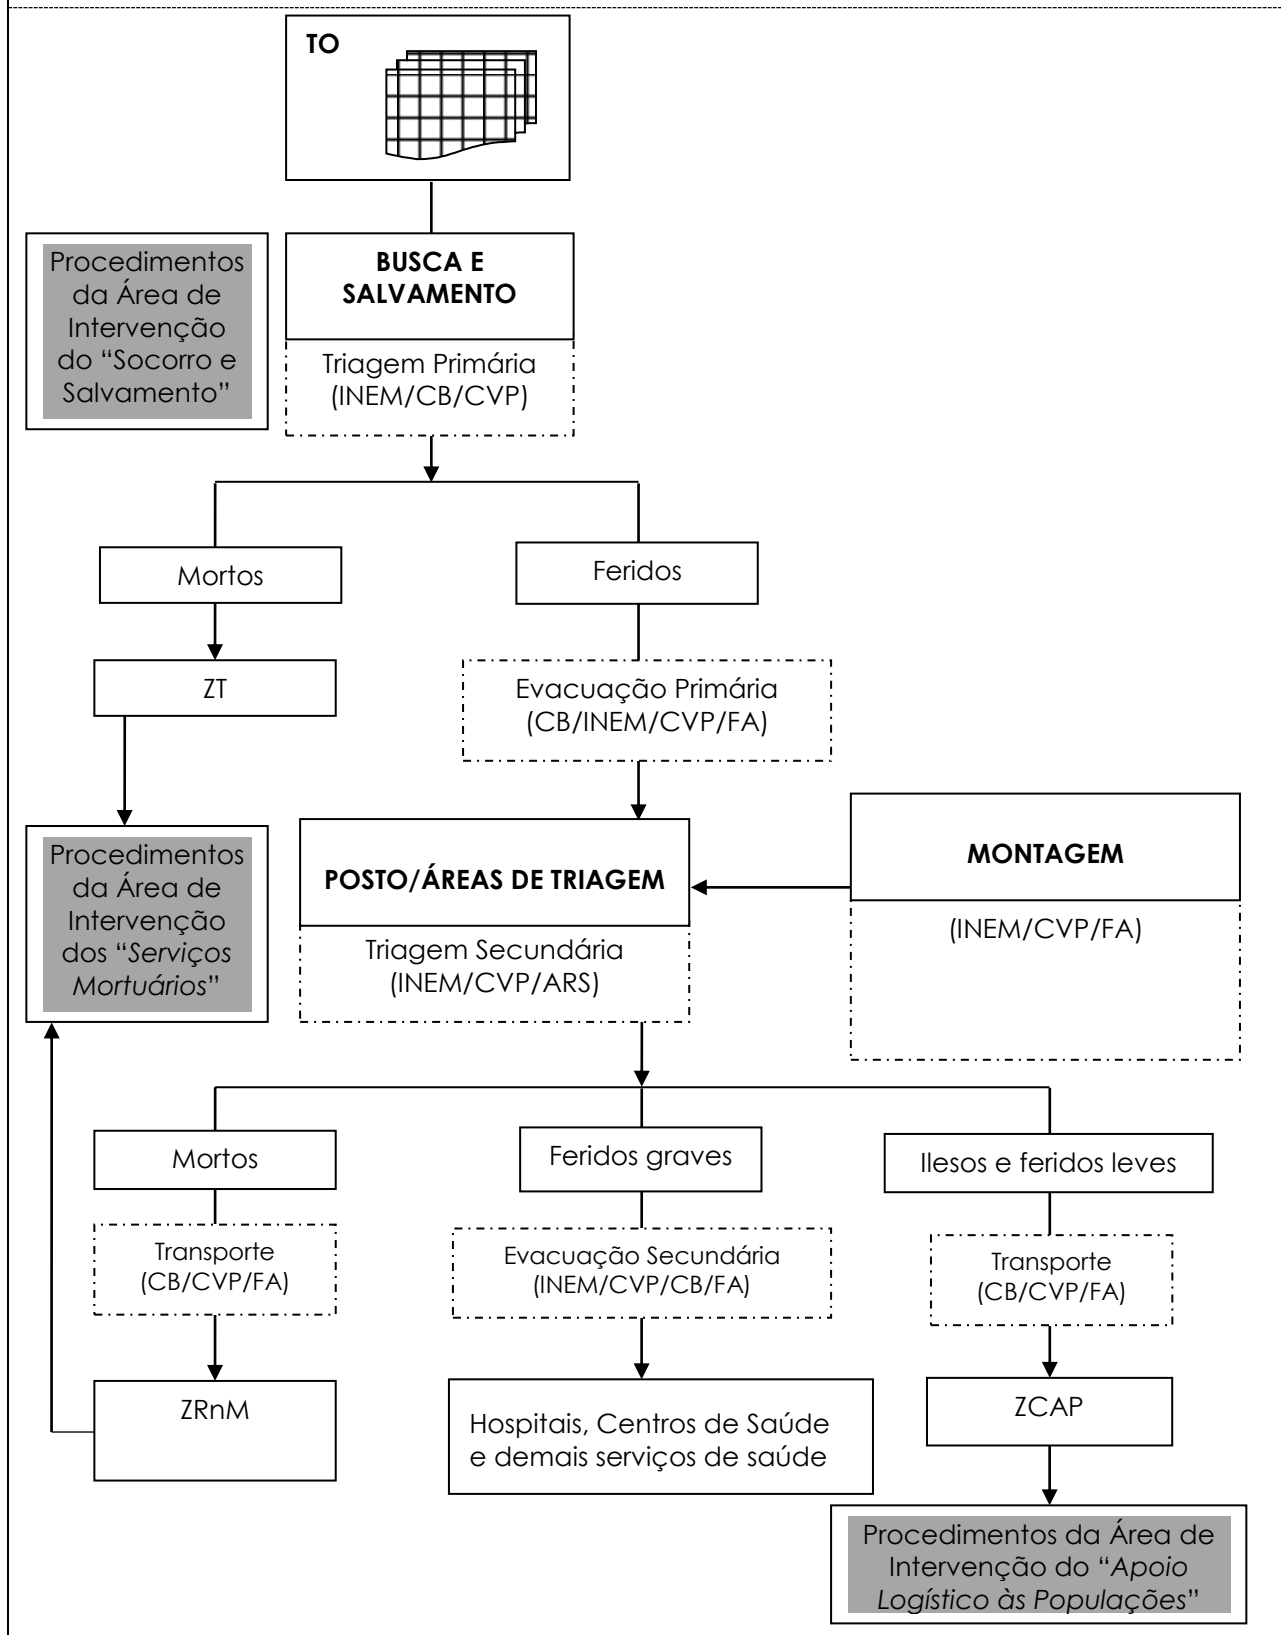 TO
Procedimentos
da Área de
Intervenção
do “Socorro e
Salvamento”
BUSCA E
SALVAMENTO
Triagem Primária
(INEM/CB/CVP)
Mortos
Feridos
ZT
Evacuação Primária
(CB/INEM/CVP/FA)
Procedimentos
da Área de
Intervenção
dos “Serviços
Mortuários”
POSTO/ÁREAS DE TRIAGEM
Triagem Secundária
(INEM/CVP/ARS)
MONTAGEM
(INEM/CVP/FA)
Mortos
Feridos graves
Ilesos e feridos leves
Transporte
(CB/CVP/FA)
Evacuação Secundária
(INEM/CVP/CB/FA)
Transporte
(CB/CVP/FA)
ZRnM
Hospitais, Centros de Saúde
e demais serviços de saúde
ZCAP
Procedimentos da Área de
Intervenção do “Apoio
Logístico às Populações”